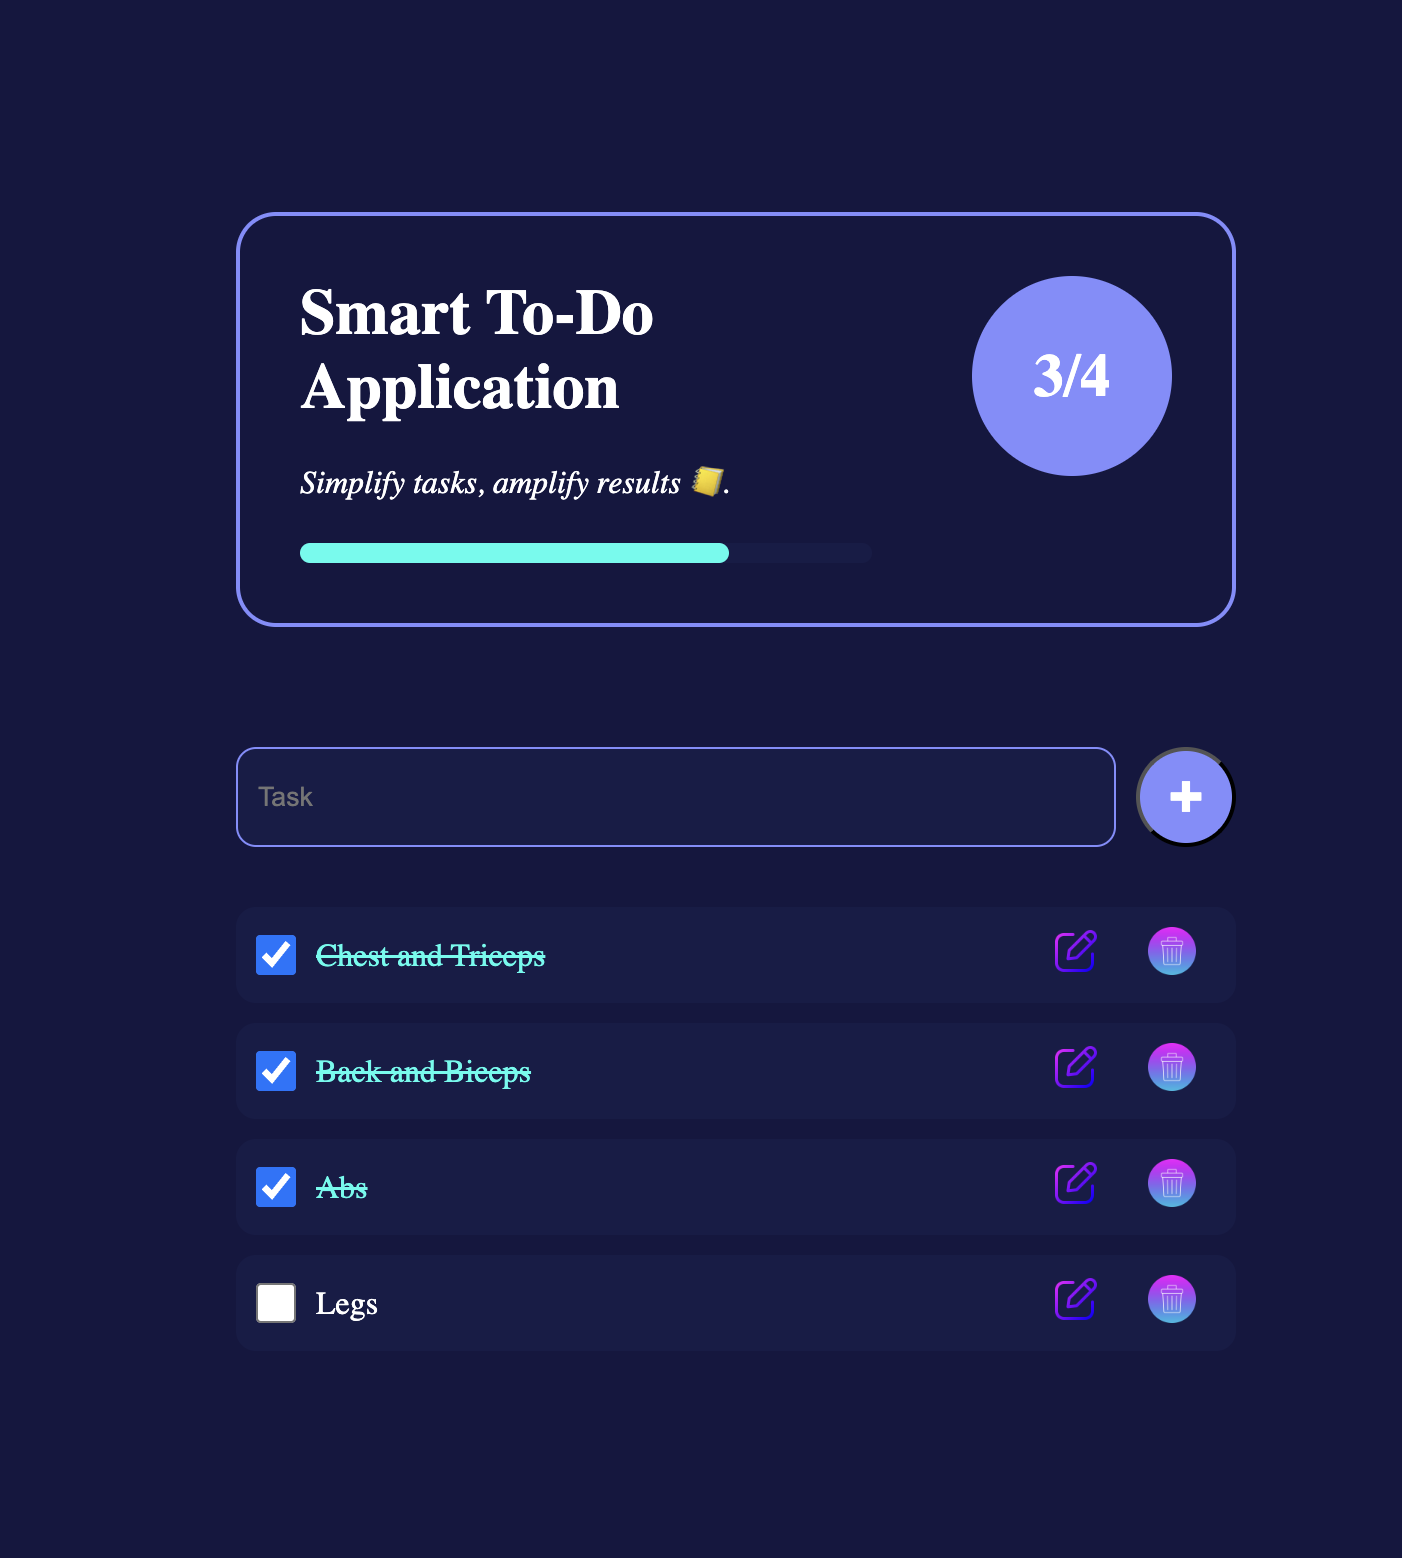 Smart To-Do
Application
3/4
Simplify tasks, amplify results 📒.
Task
Chest and Triceps
Back and Biceps
Abs
Legs